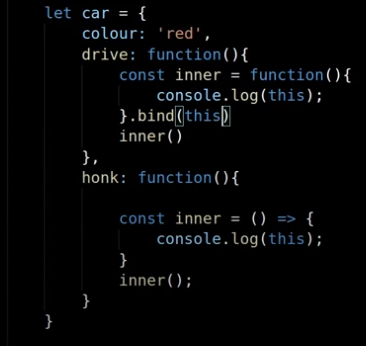 let car = {
    colour: 'red',
    drive: function(){
        const inner = function(){
            console.log(this);
        }.bind(this)
        inner()
    },
    honk: function(){

        const inner = () => {
            console.log(this);
        }
        inner();
    }
}